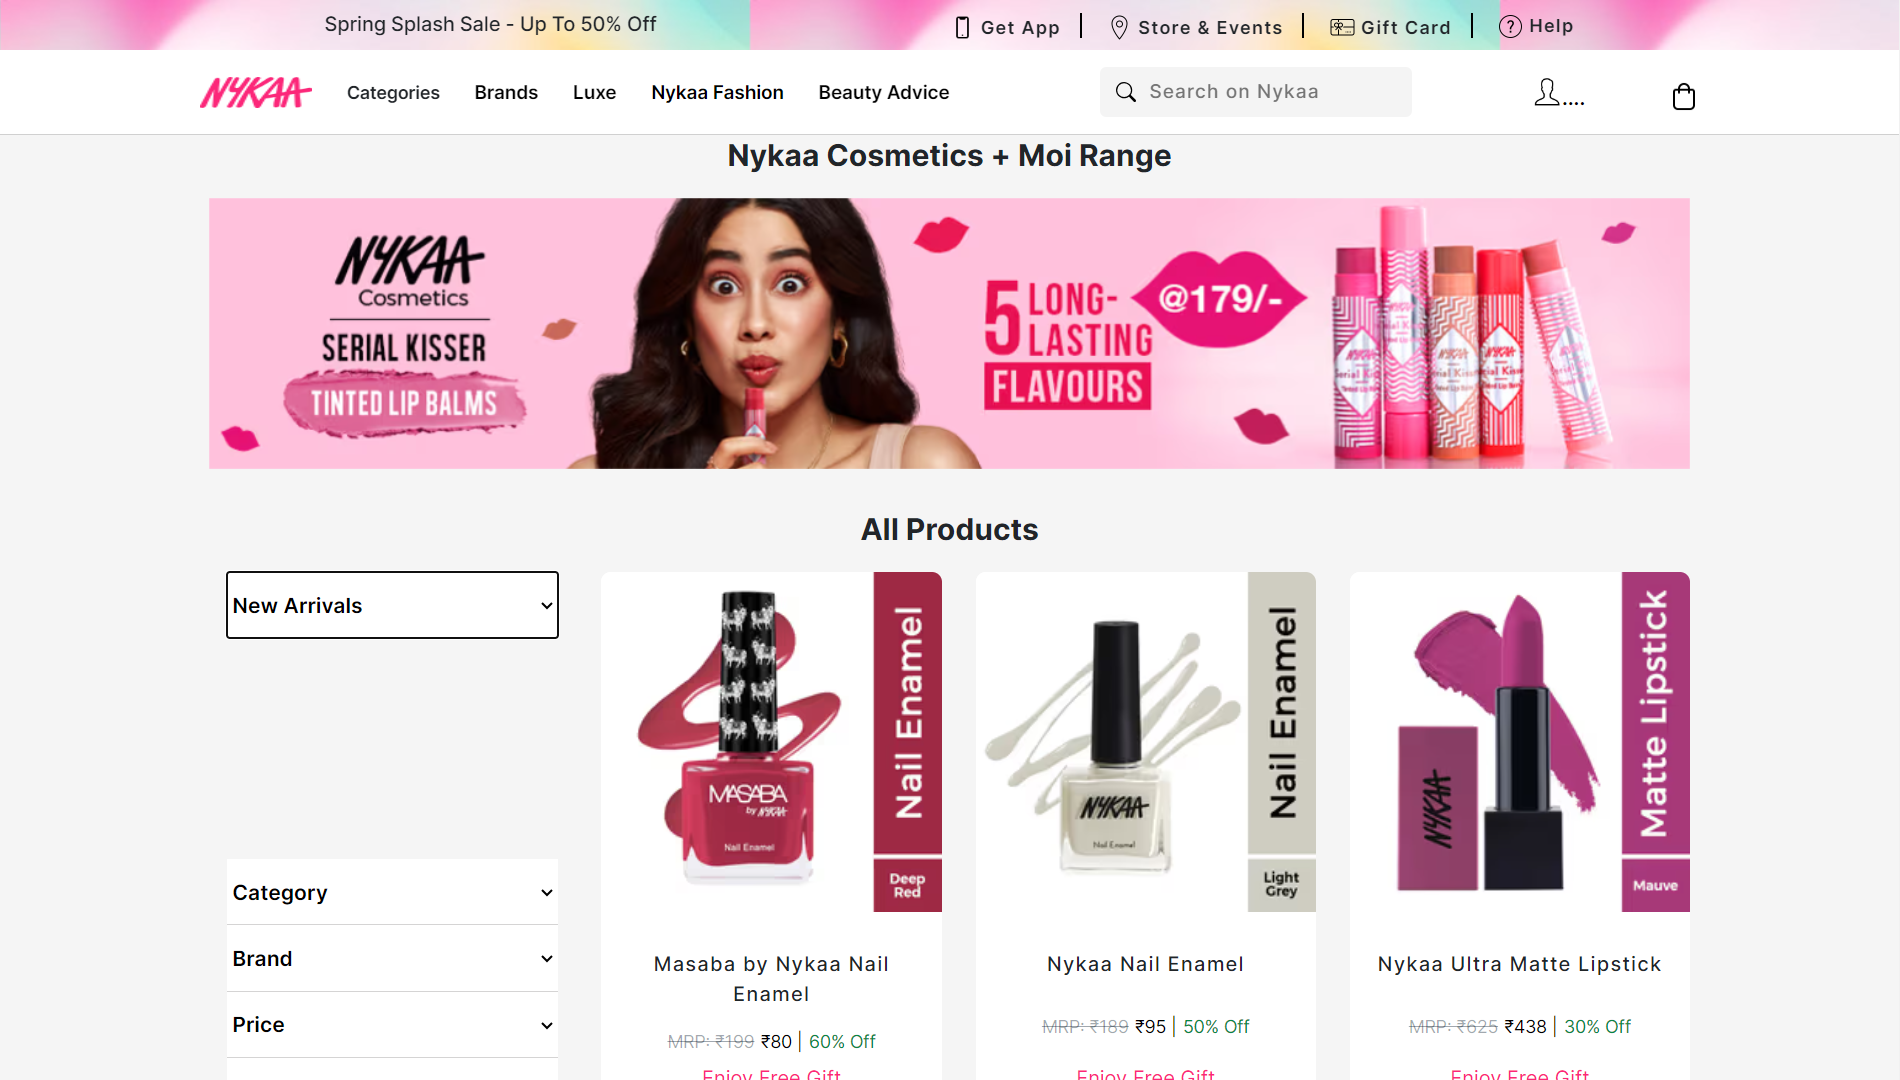 Spring Splash Sale - Up To 50% Off
Get App
Store & Events
Gift Card
Help
NYKAA
Categories
Brands
Luxe
Nykaa Fashion
Beauty Advice
Search on Nykaa
....
Nykaa Cosmetics + Moi Range
NYKAA
Cosmetics
SERIAL KISSER
TINTED LIP BALMS
5 LONG-
LASTING
FLAVOURS
@179/-
All Products
New Arrivals
Category
Brand
Price
MASABA
by NYKAA
Nail Enamel
Nail Enamel
Deep
Red
Masaba by Nykaa Nail
Enamel
MRP: ₹199 ₹80 | 60% Off
Enjoy Free Gift
NYKAA
Nail Enamel
Nail Enamel
Light
Grey
Nykaa Nail Enamel
MRP: ₹189 ₹95 | 50% Off
Enjoy Free Gift
NYKAA
Matte Lipstick
Mauve
Nykaa Ultra Matte Lipstick
MRP: ₹625 ₹438 | 30% Off
Enjoy Free Gift